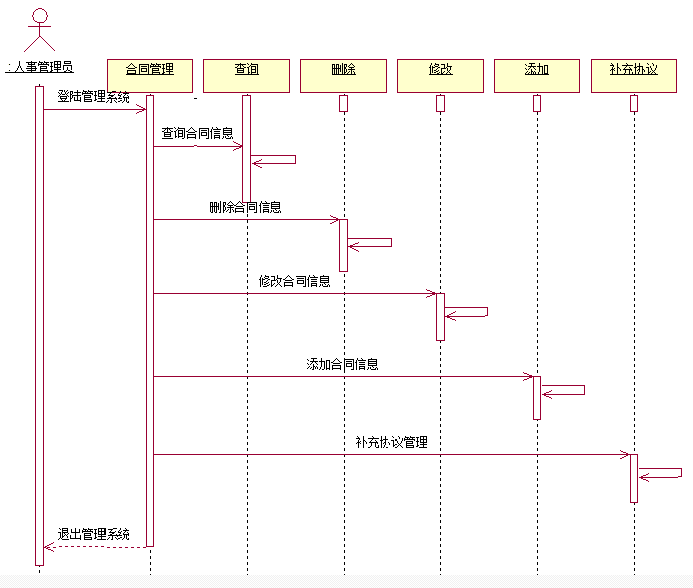 : 人事管理员
合同管理
查询
删除
修改
添加
补充协议
登陆管理系统
查询合同信息
删除合同信息
修改合同信息
添加合同信息
补充协议管理
退出管理系统